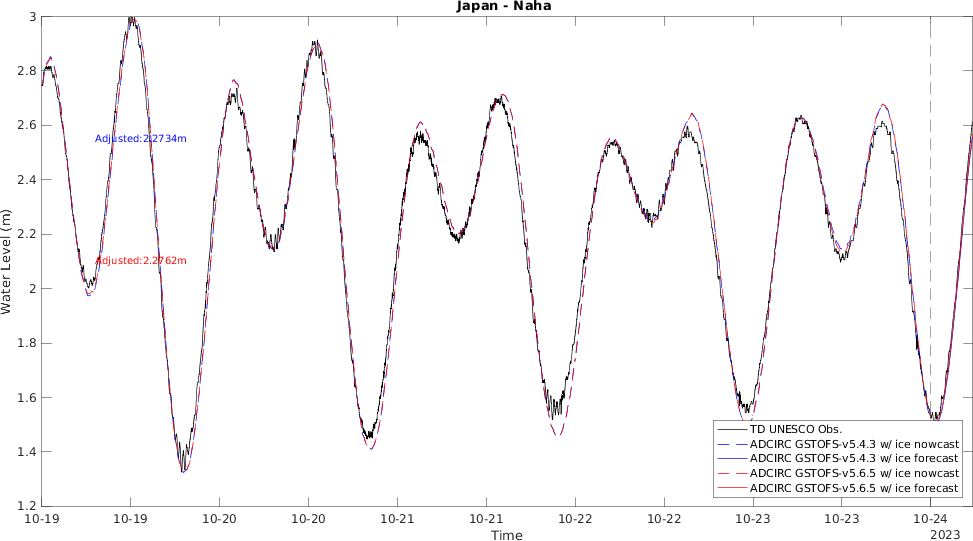 Japan - Naha
3
2.8
2.6
2.4
2.2
2
1.8
1.6
1.4
1.2
Water Level (m)
Adjusted:2.2734m
Adjusted:2.2762m
TD UNESCO Obs.
ADCIRC GSTOFS-v5.4.3 w/ ice nowcast
ADCIRC GSTOFS-v5.4.3 w/ ice forecast
ADCIRC GSTOFS-v5.6.5 w/ ice nowcast
ADCIRC GSTOFS-v5.6.5 w/ ice forecast
10-19 10-19 10-20 10-20 10-21 10-21 10-22 10-22 10-23 10-23 10-24
Time
2023